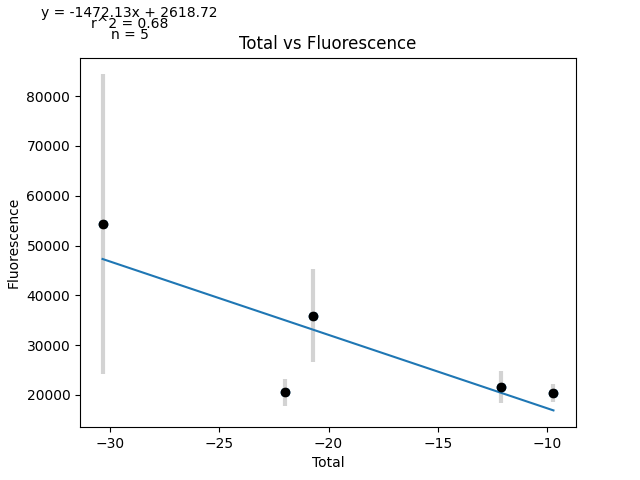 y = -1472.13x + 2618.72
r^2 = 0.68
n = 5
Total vs Fluorescence
80000
70000
60000
50000
40000
30000
20000
Fluorescence
−30
−25
−20
−15
−10
Total